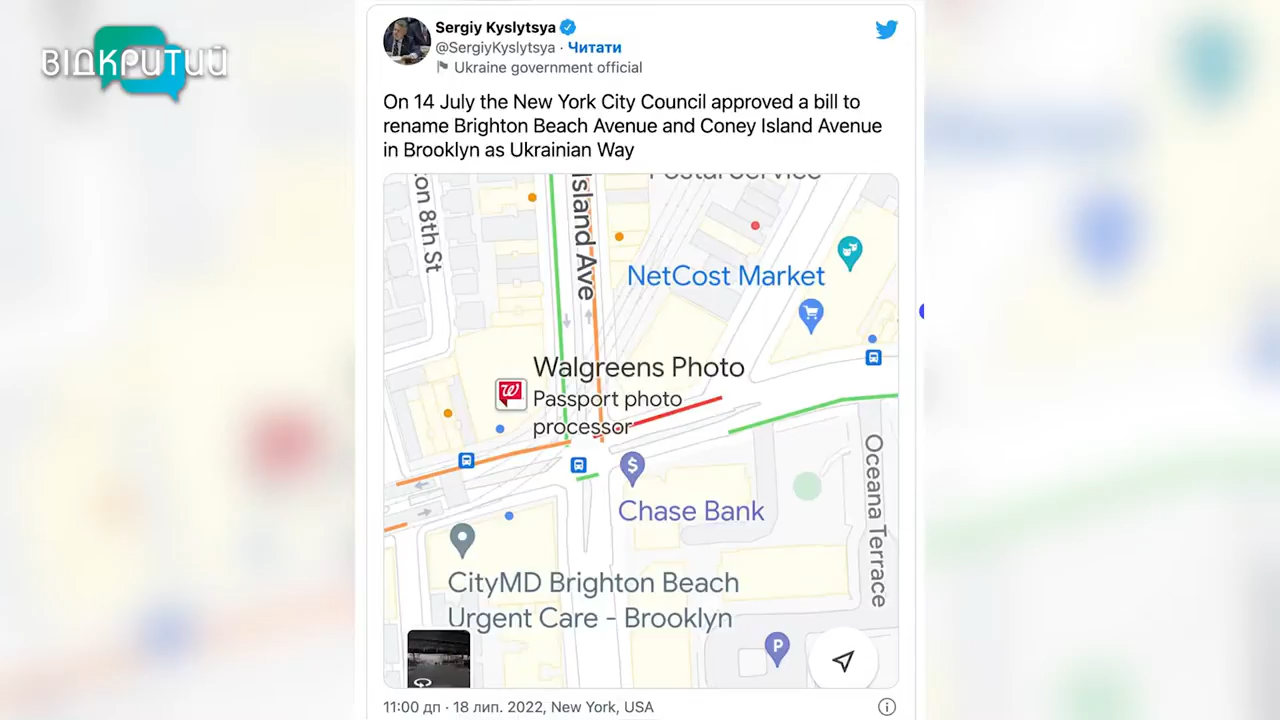 ВІДКРИТИЙ
Sergiy Kyslytsya
@SergiyKyslytsya · Читати
Ukraine government official
On 14 July the New York City Council approved a bill to
rename Brighton Beach Avenue and Coney Island Avenue
in Brooklyn as Ukrainian Way
Postal Service
on 8th St
Island Ave
NetCost Market
Walgreens Photo
Passport photo
processor
$
Chase Bank
Oceana Terrace
CityMD Brighton Beach
Urgent Care - Brooklyn
P
11:00 дп · 18 лип. 2022, New York, USA